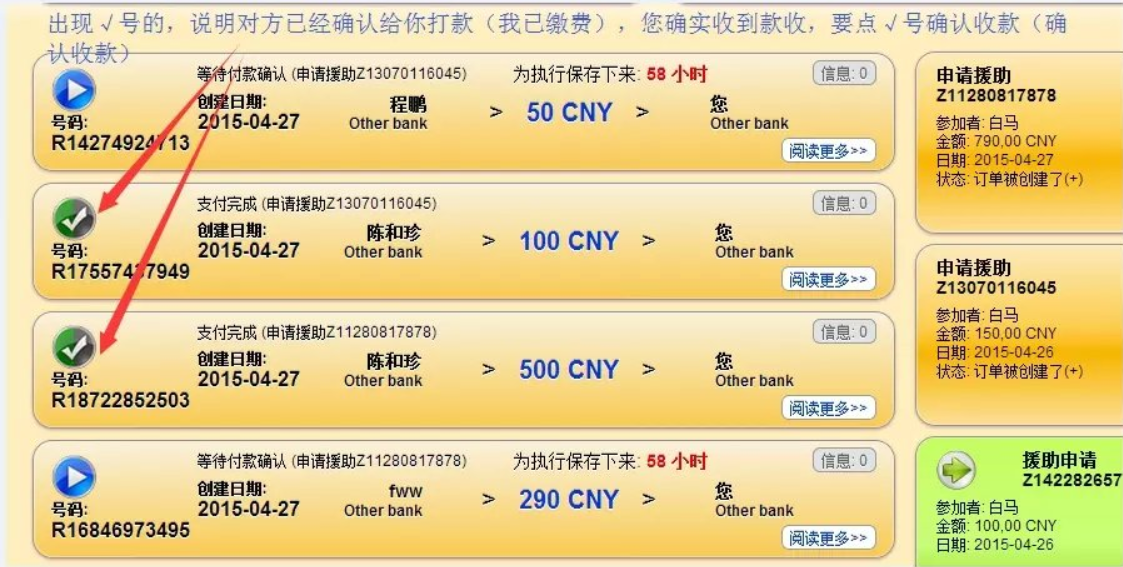 出现√号的，说明对方已经确认给你打款（我已缴费），您确实收到款收，要点√号确认收款（确
认收款）
等待付款确认 (申请援助Z13070116045)
为执行保存下来: 58 小时
信息: 0
创建日期:
2015-04-27
程鹏
Other bank
> 50 CNY >
您
Other bank
号码:
R14274924713
阅读更多>>
支付完成 (申请援助Z13070116045)
信息: 0
创建日期:
2015-04-27
陈和珍
Other bank
> 100 CNY >
您
Other bank
号码:
R17557437949
阅读更多>>
支付完成 (申请援助Z11280817878)
信息: 0
创建日期:
2015-04-27
陈和珍
Other bank
> 500 CNY >
您
Other bank
号码:
R18722852503
阅读更多>>
等待付款确认 (申请援助Z11280817878)
为执行保存下来: 58 小时
信息: 0
创建日期:
2015-04-27
fww
Other bank
> 290 CNY >
您
Other bank
号码:
R16846973495
阅读更多>>
申请援助
Z11280817878
参加者: 白马
金额: 790,00 CNY
日期: 2015-04-27
状态: 订单被创建了(+)
申请援助
Z13070116045
参加者: 白马
金额: 150,00 CNY
日期: 2015-04-26
状态: 订单被创建了(+)
援助申请
Z142282657
参加者: 白马
金额: 100,00 CNY
日期: 2015-04-26